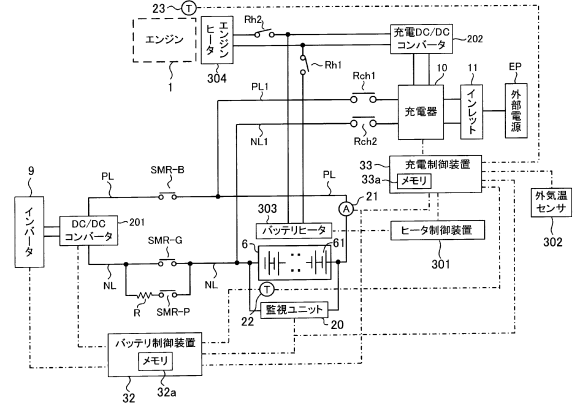 23
T
エンジン
1
エンジン
ヒータ
304
Rh2
Rh1
充電DC/DC
コンバータ
202
10
11
EP
充電器
インレット
外部電源
PL1
NL1
Rch1
Rch2
33
充電制御装置
33a
メモリ
外気温
センサ
302
9
インバータ
PL
SMR-B
PL
21
A
DC/DC
コンバータ
201
303
バッテリヒータ
ヒータ制御装置
301
SMR-G
6
61
NL
NL
R
SMR-P
T
22
監視ユニット
20
バッテリ制御装置
メモリ
32
32a